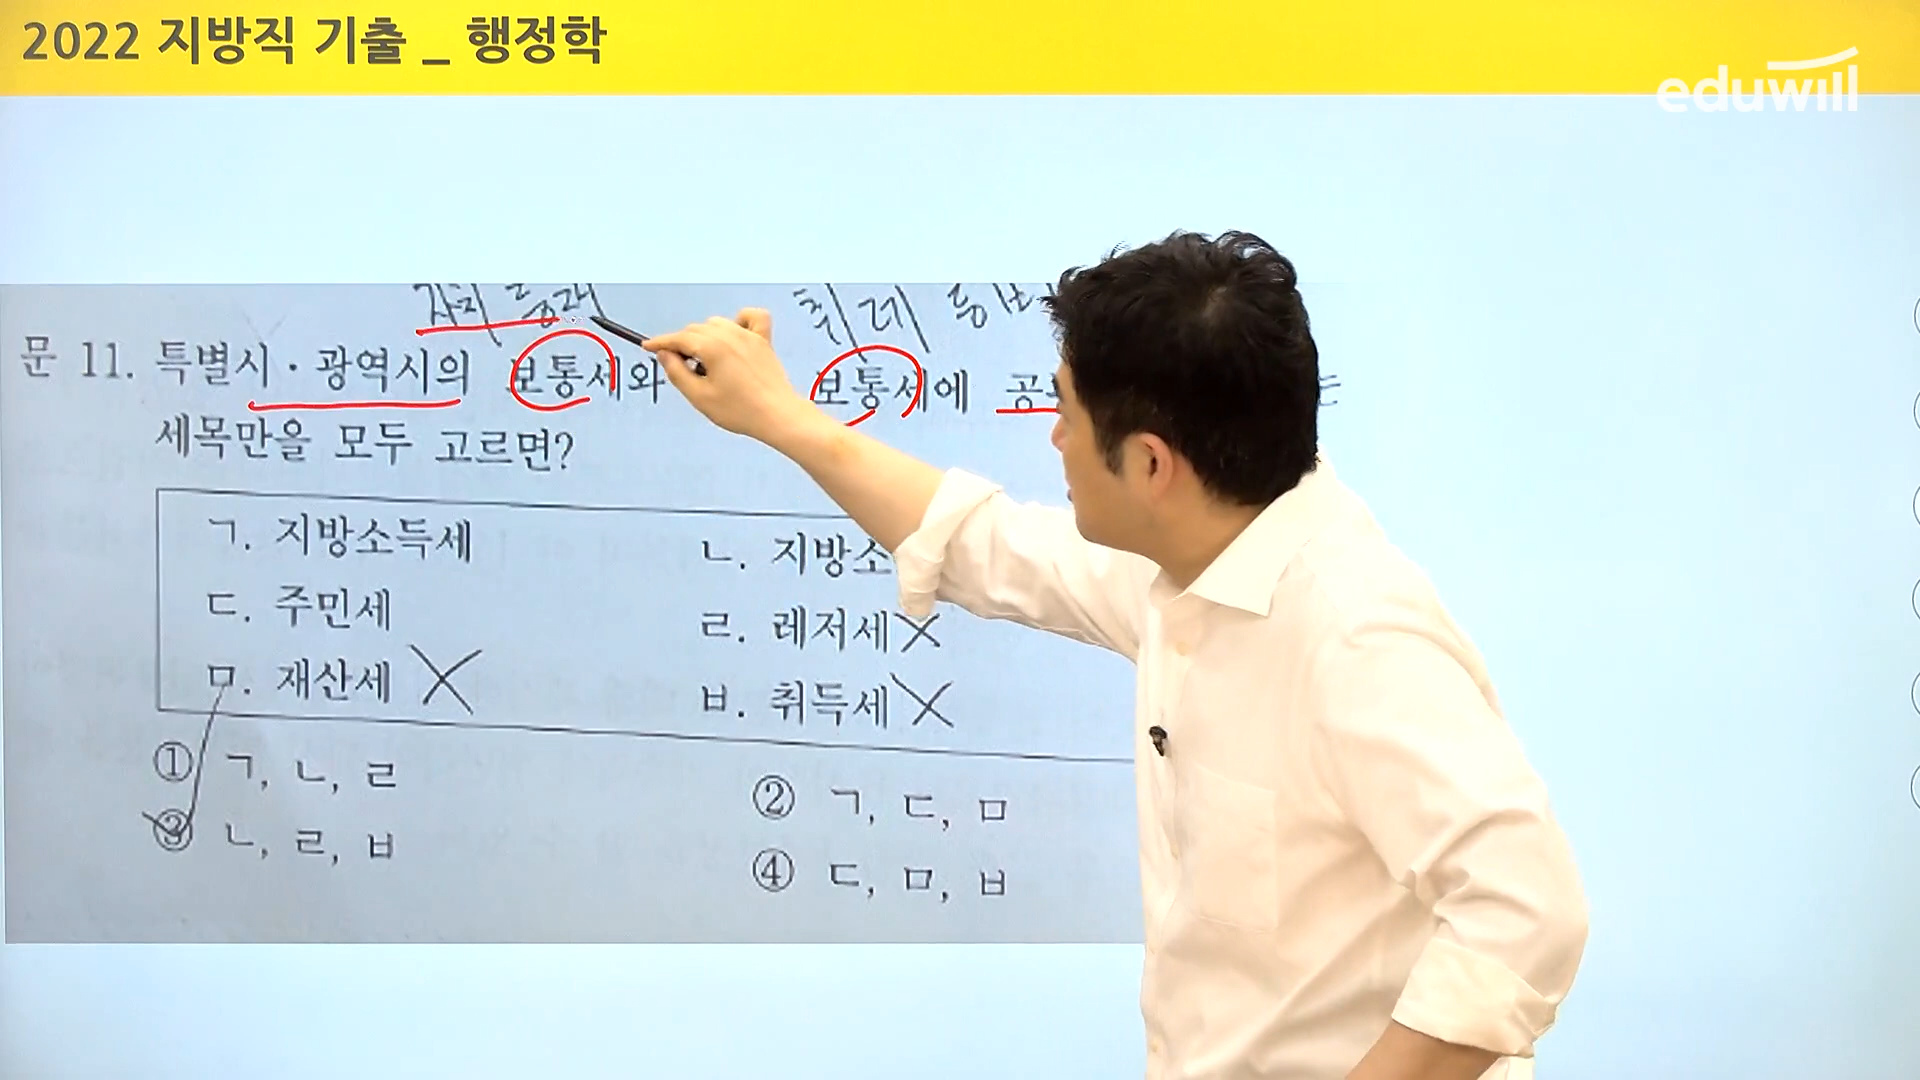 2022 지방직 기출 _ 행정학
eduwill
문 11. 특별시·광역시의 보통세와 보통세에
세목만을 모두 고르면?
ㄱ. 지방소득세
ㄴ. 지방소
ㄷ. 주민세
ㄹ. 레저세
ㅁ. 재산세
ㅂ. 취득세
① ㄱ, ㄴ, ㄹ
② ㄱ, ㄷ, ㅁ
③ ㄴ, ㄹ, ㅂ
④ ㄷ, ㅁ, ㅂ